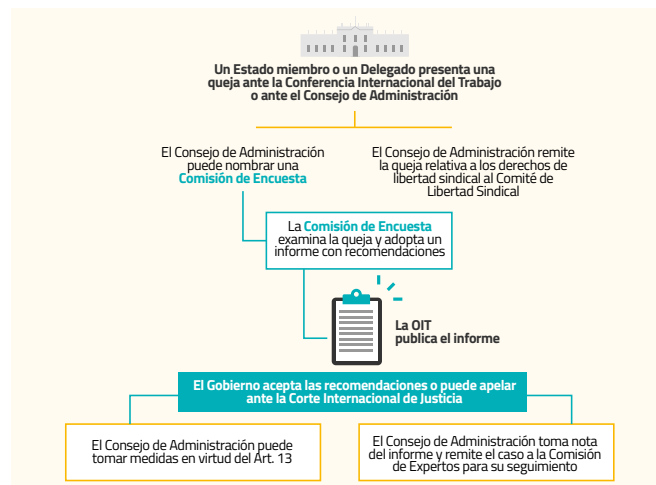 Un Estado miembro o un Delegado presenta una
queja ante la Conferencia Internacional del Trabajo
o ante el Consejo de Administración
El Consejo de Administración
puede nombrar una
Comisión de Encuesta
El Consejo de Administración remite
la queja relativa a los derechos de
libertad sindical al Comité de
Libertad Sindical
La Comisión de Encuesta
examina la queja y adopta un
informe con recomendaciones
La OIT
publica el informe
El Gobierno acepta las recomendaciones o puede apelar
ante la Corte Internacional de Justicia
El Consejo de Administración puede
tomar medidas en virtud del Art. 13
El Consejo de Administración toma nota
del informe y remite el caso a la Comisión
de Expertos para su seguimiento